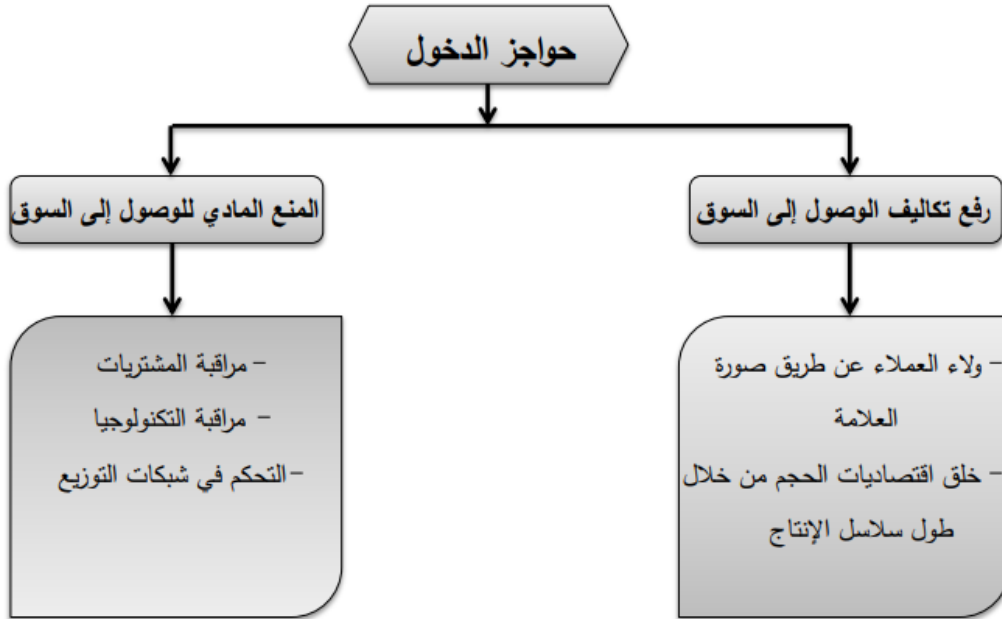 حواجز الدخول
رفع تكاليف الوصول إلى السوق
المنع المادي للوصول إلى السوق
- ولاء العملاء عن طريق صورة
العلامة
- خلق اقتصاديات الحجم من خلال
طول سلاسل الإنتاج
- مراقبة المشتريات
- مراقبة التكنولوجيا
- التحكم في شبكات التوزيع